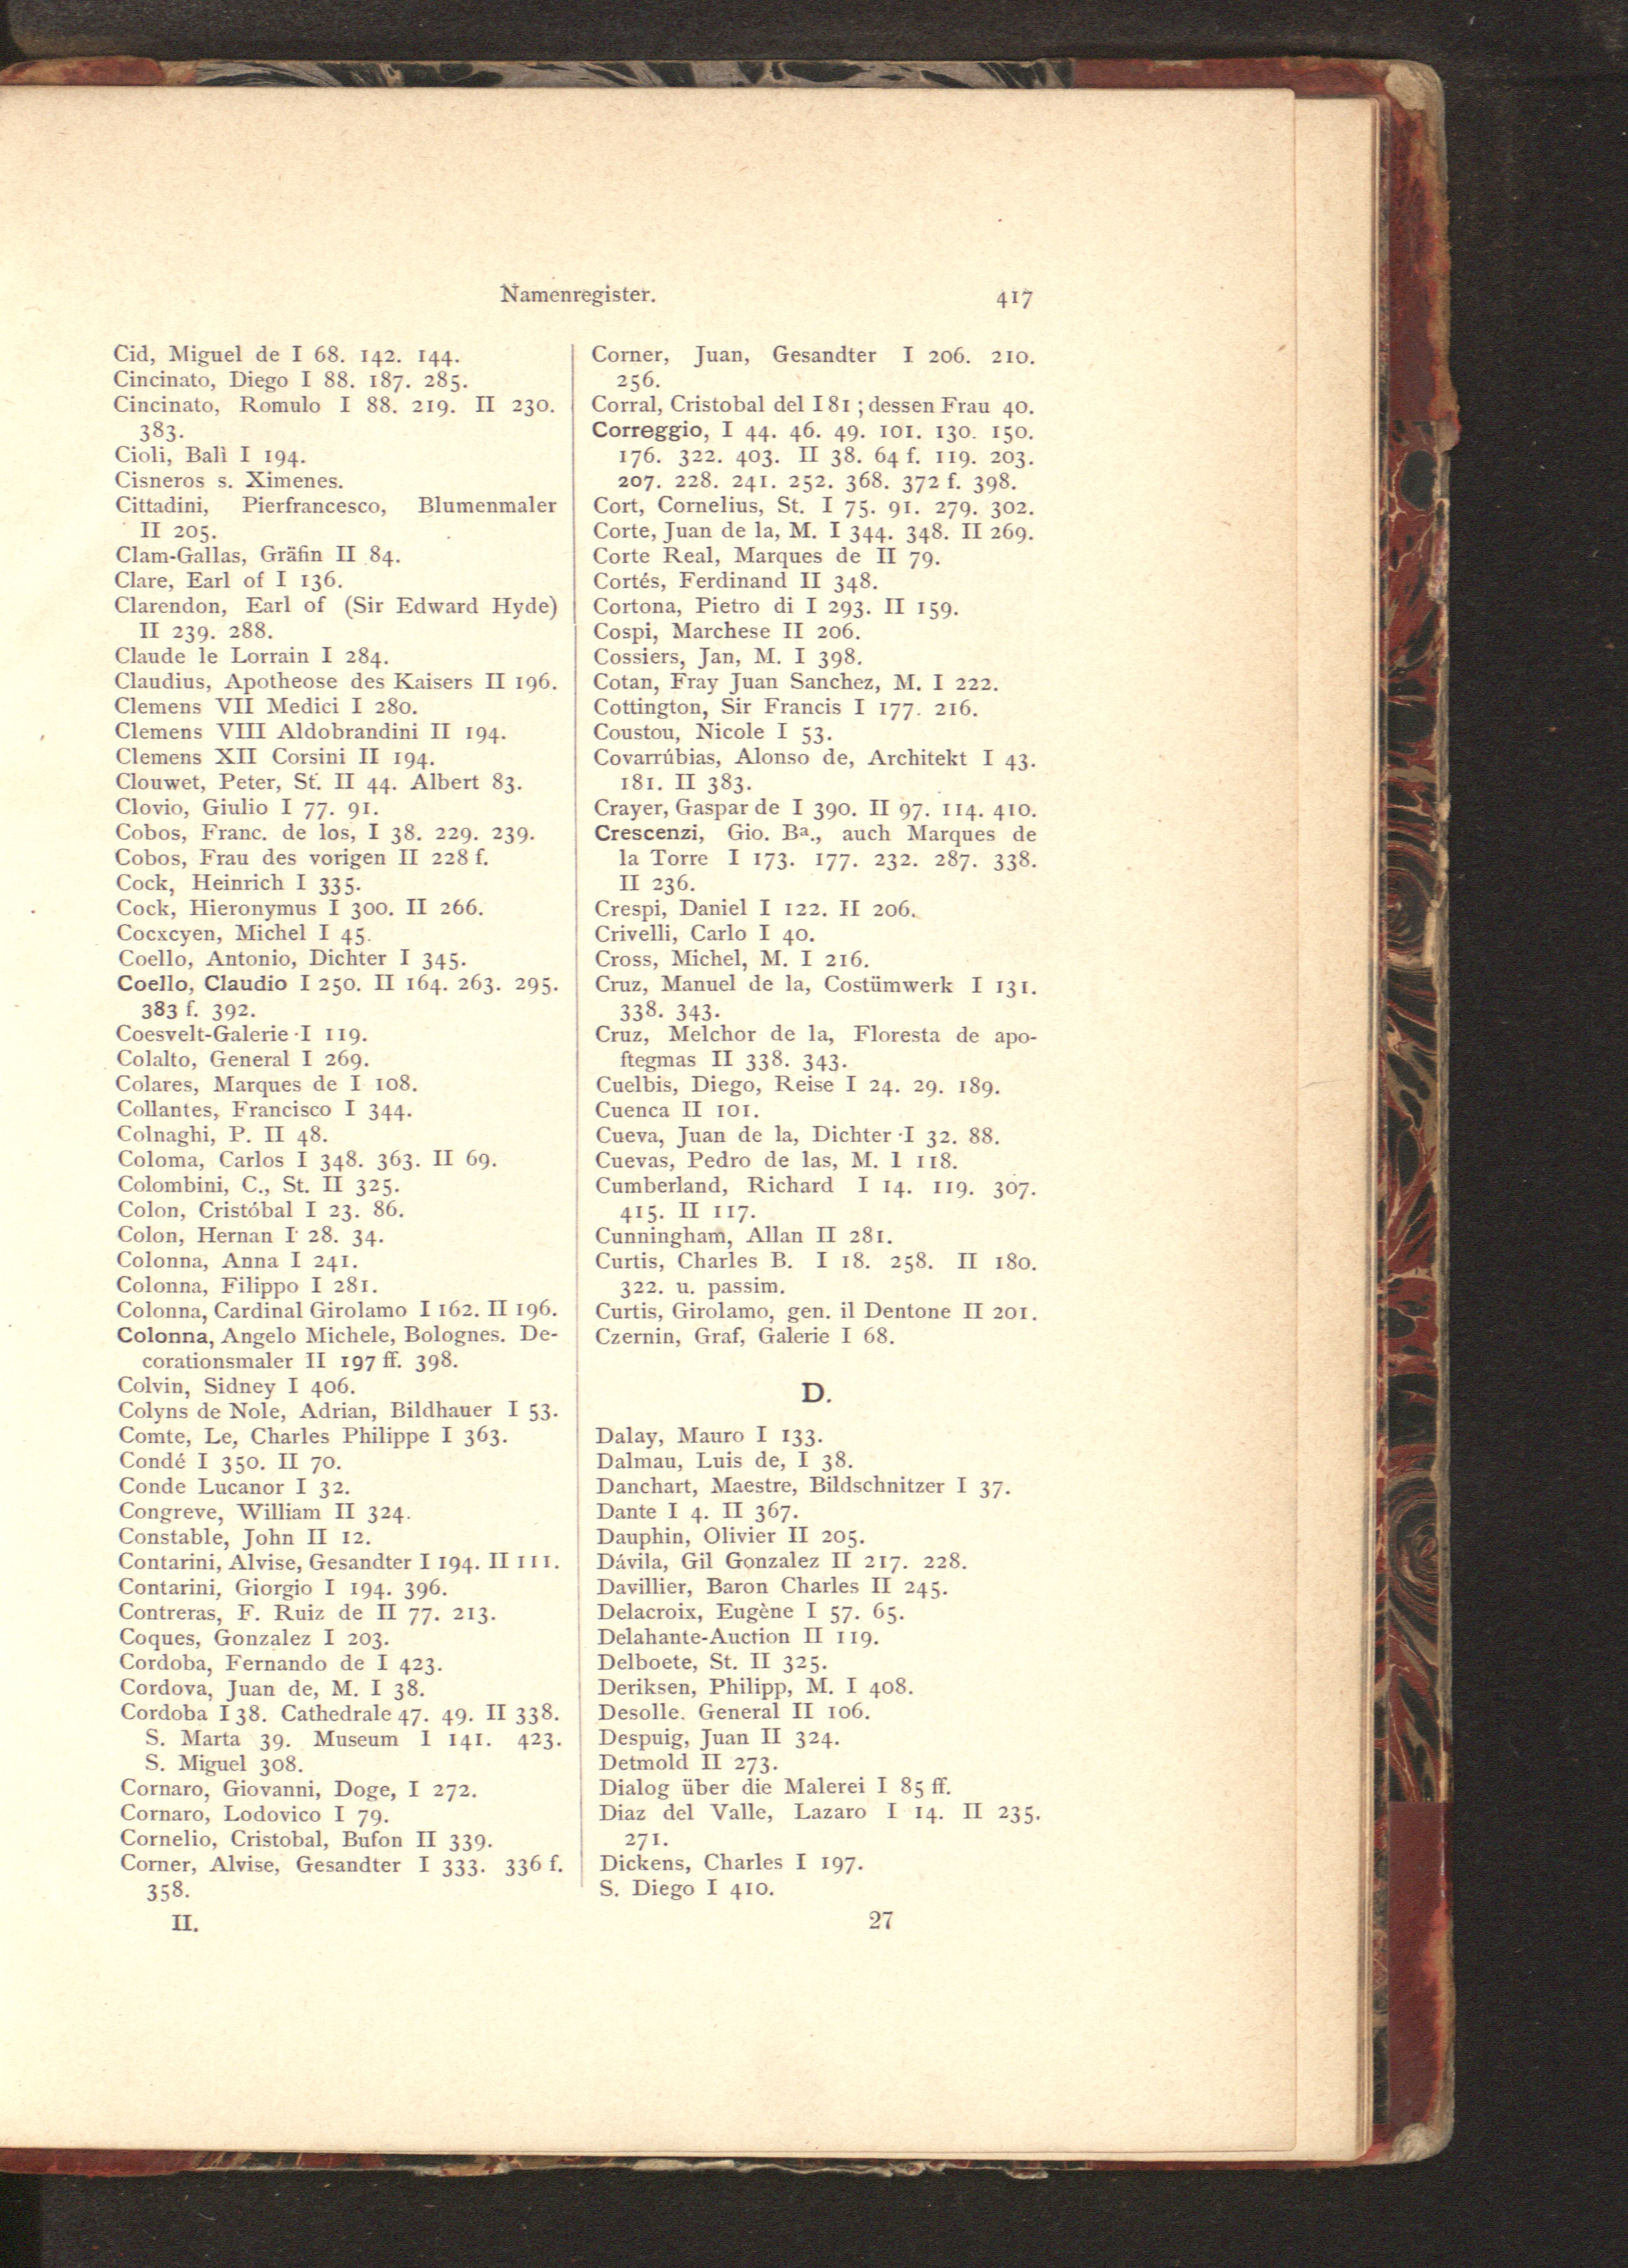 Namenregister.
417
Cid, Miguel de I 68. 142. 144.
Cincinato, Diego I 88. 187. 285.
Cincinato, Romulo I 88. 219. II 230.
383.
Cioli, Balì I 194.
Cisneros s. Ximenes.
Cittadini, Pierfrancesco, Blumenmaler
II 205.
Clam-Gallas, Gräfin II 84.
Clare, Earl of I 136.
Clarendon, Earl of (Sir Edward Hyde)
II 239. 288.
Claude le Lorrain I 284.
Claudius, Apotheose des Kaisers II 196.
Clemens VII Medici I 280.
Clemens VIII Aldobrandini II 194.
Clemens XII Corsini II 194.
Clouwet, Peter, St. II 44. Albert 83.
Clovio, Giulio I 77. 91.
Cobos, Franc. de los, I 38. 229. 239.
Cobos, Frau des vorigen II 228 f.
Cock, Heinrich I 335.
Cock, Hieronymus I 300. II 266.
Cocxcyen, Michel I 45.
Coello, Antonio, Dichter I 345.
Coello, Claudio I 250. II 164. 263. 295.
383 f. 392.
Coesvelt-Galerie I 119.
Colalto, General I 269.
Colares, Marques de I 108.
Collantes, Francisco I 344.
Colnaghi, P. II 48.
Coloma, Carlos I 348. 363. II 69.
Colombini, C., St. II 325.
Colon, Cristóbal I 23. 86.
Colon, Hernan I 28. 34.
Colonna, Anna I 241.
Colonna, Filippo I 281.
Colonna, Cardinal Girolamo I 162. II 196.
Colonna, Angelo Michele, Bolognes. De-
corationsmaler II 197 ff. 398.
Colvin, Sidney I 406.
Colyns de Nole, Adrian, Bildhauer I 53.
Comte, Le, Charles Philippe I 363.
Condé I 350. II 70.
Conde Lucanor I 32.
Congreve, William II 324.
Constable, John II 12.
Contarini, Alvise, Gesandter I 194. II 111.
Contarini, Giorgio I 194. 396.
Contreras, F. Ruiz de II 77. 213.
Coques, Gonzalez I 203.
Cordoba, Fernando de I 423.
Cordova, Juan de, M. I 38.
Cordoba I 38. Cathedrale 47. 49. II 338.
S. Marta 39. Museum I 141. 423.
S. Miguel 308.
Cornaro, Giovanni, Doge, I 272.
Cornaro, Lodovico I 79.
Cornelio, Cristobal, Bufon II 339.
Corner, Alvise, Gesandter I 333. 336 f.
358.
Corner, Juan, Gesandter I 206. 210.
256.
Corral, Cristobal del I 81; dessen Frau 40.
Correggio, I 44. 46. 49. 101. 130. 150.
176. 322. 403. II 38. 64 f. 119. 203.
207. 228. 241. 252. 368. 372 f. 398.
Cort, Cornelius, St. I 75. 91. 279. 302.
Corte, Juan de la, M. I 344. 348. II 269.
Corte Real, Marques de II 79.
Cortés, Ferdinand II 348.
Cortona, Pietro di I 293. II 159.
Cospi, Marchese II 206.
Cossiers, Jan, M. I 398.
Cotan, Fray Juan Sanchez, M. I 222.
Cottington, Sir Francis I 177. 216.
Coustou, Nicole I 53.
Covarrúbias, Alonso de, Architekt I 43.
181. II 383.
Crayer, Gaspar de I 390. II 97. 114. 410.
Crescenzi, Gio. Bª., auch Marques de
la Torre I 173. 177. 232. 287. 338.
II 236.
Crespi, Daniel I 122. II 206.
Crivelli, Carlo I 40.
Cross, Michel, M. I 216.
Cruz, Manuel de la, Costümwerk I 131.
338. 343.
Cruz, Melchor de la, Floresta de apo-
ftegmas II 338. 343.
Cuelbis, Diego, Reise I 24. 29. 189.
Cuenca II 101.
Cueva, Juan de la, Dichter I 32. 88.
Cuevas, Pedro de las, M. I 118.
Cumberland, Richard I 14. 119. 307.
415. II 117.
Cunningham, Allan II 281.
Curtis, Charles B. I 18. 258. II 180.
322. u. passim.
Curtis, Girolamo, gen. il Dentone II 201.
Czernin, Graf, Galerie I 68.
D.
Dalay, Mauro I 133.
Dalmau, Luis de, I 38.
Danchart, Maestre, Bildschnitzer I 37.
Dante I 4. II 367.
Dauphin, Olivier II 205.
Dávila, Gil Gonzalez II 217. 228.
Davillier, Baron Charles II 245.
Delacroix, Eugène I 57. 65.
Delahante-Auction II 119.
Delboete, St. II 325.
Deriksen, Philipp, M. I 408.
Desolle. General II 106.
Despuig, Juan II 324.
Detmold II 273.
Dialog über die Malerei I 85 ff.
Diaz del Valle, Lazaro I 14. II 235.
271.
Dickens, Charles I 197.
S. Diego I 410.
II.
27